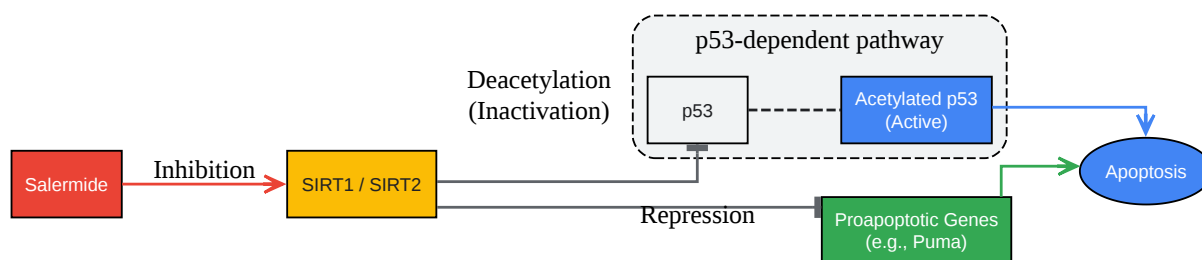 p53-dependent pathway
Deacetylation
(Inactivation)
p53
Acetylated p53
(Active)
Salermide
Inhibition
SIRT1 / SIRT2
Apoptosis
Repression
Proapoptotic Genes
(e.g., Puma)